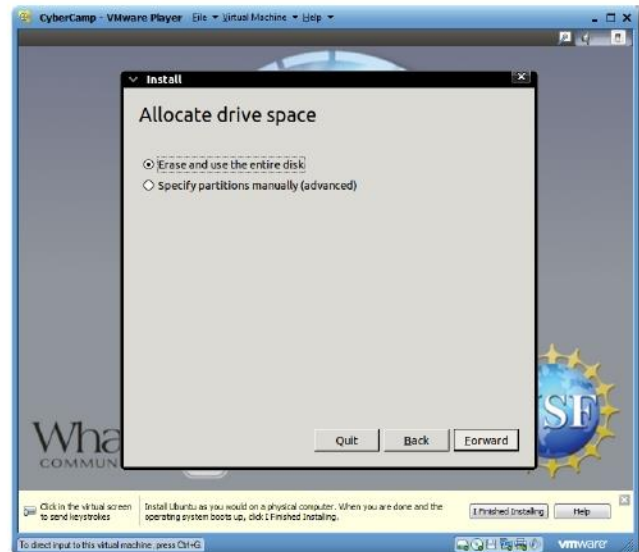 CyberCamp - VMware Player File Virtual Machine Help
Install
Allocate drive space
Erase and use the entire disk
Specify partitions manually (advanced)
Quit Back Forward
Wha
COMMUN
SF
Click in the virtual screen
to send keystrokes
Install Ubuntu as you would on a physical computer. When you are done and the
operating system boots up, click I Finished Installing.
I Finished Installing
Help
To direct input to this virtual machine, press Ctrl+G.
vmware